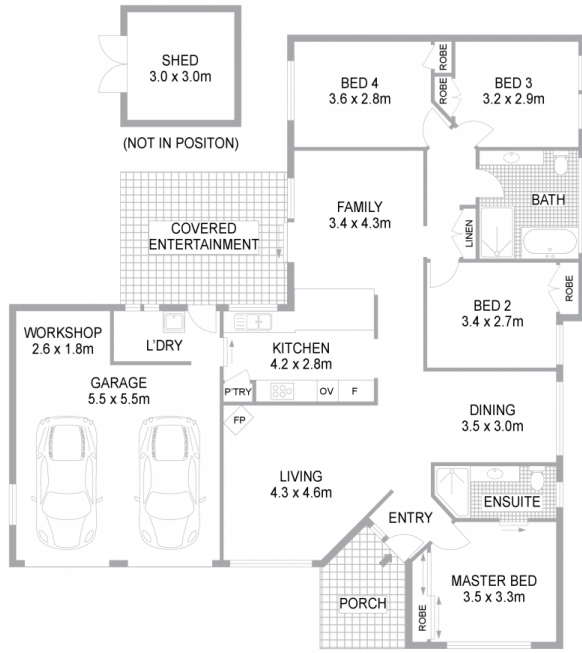 SHED
3.0 x 3.0m
(NOT IN POSITON)
BED 4
3.6 x 2.8m
ROBE
ROBE
BED 3
3.2 x 2.9m
COVERED
ENTERTAINMENT
FAMILY
3.4 x 4.3m
BATH
LINEN
BED 2
3.4 x 2.7m
ROBE
WORKSHOP
2.6 x 1.8m
L'DRY
KITCHEN
4.2 x 2.8m
GARAGE
5.5 x 5.5m
P'TRY
OV
F
FP
DINING
3.5 x 3.0m
LIVING
4.3 x 4.6m
ENSUITE
ENTRY
MASTER BED
3.5 x 3.3m
PORCH
ROBE